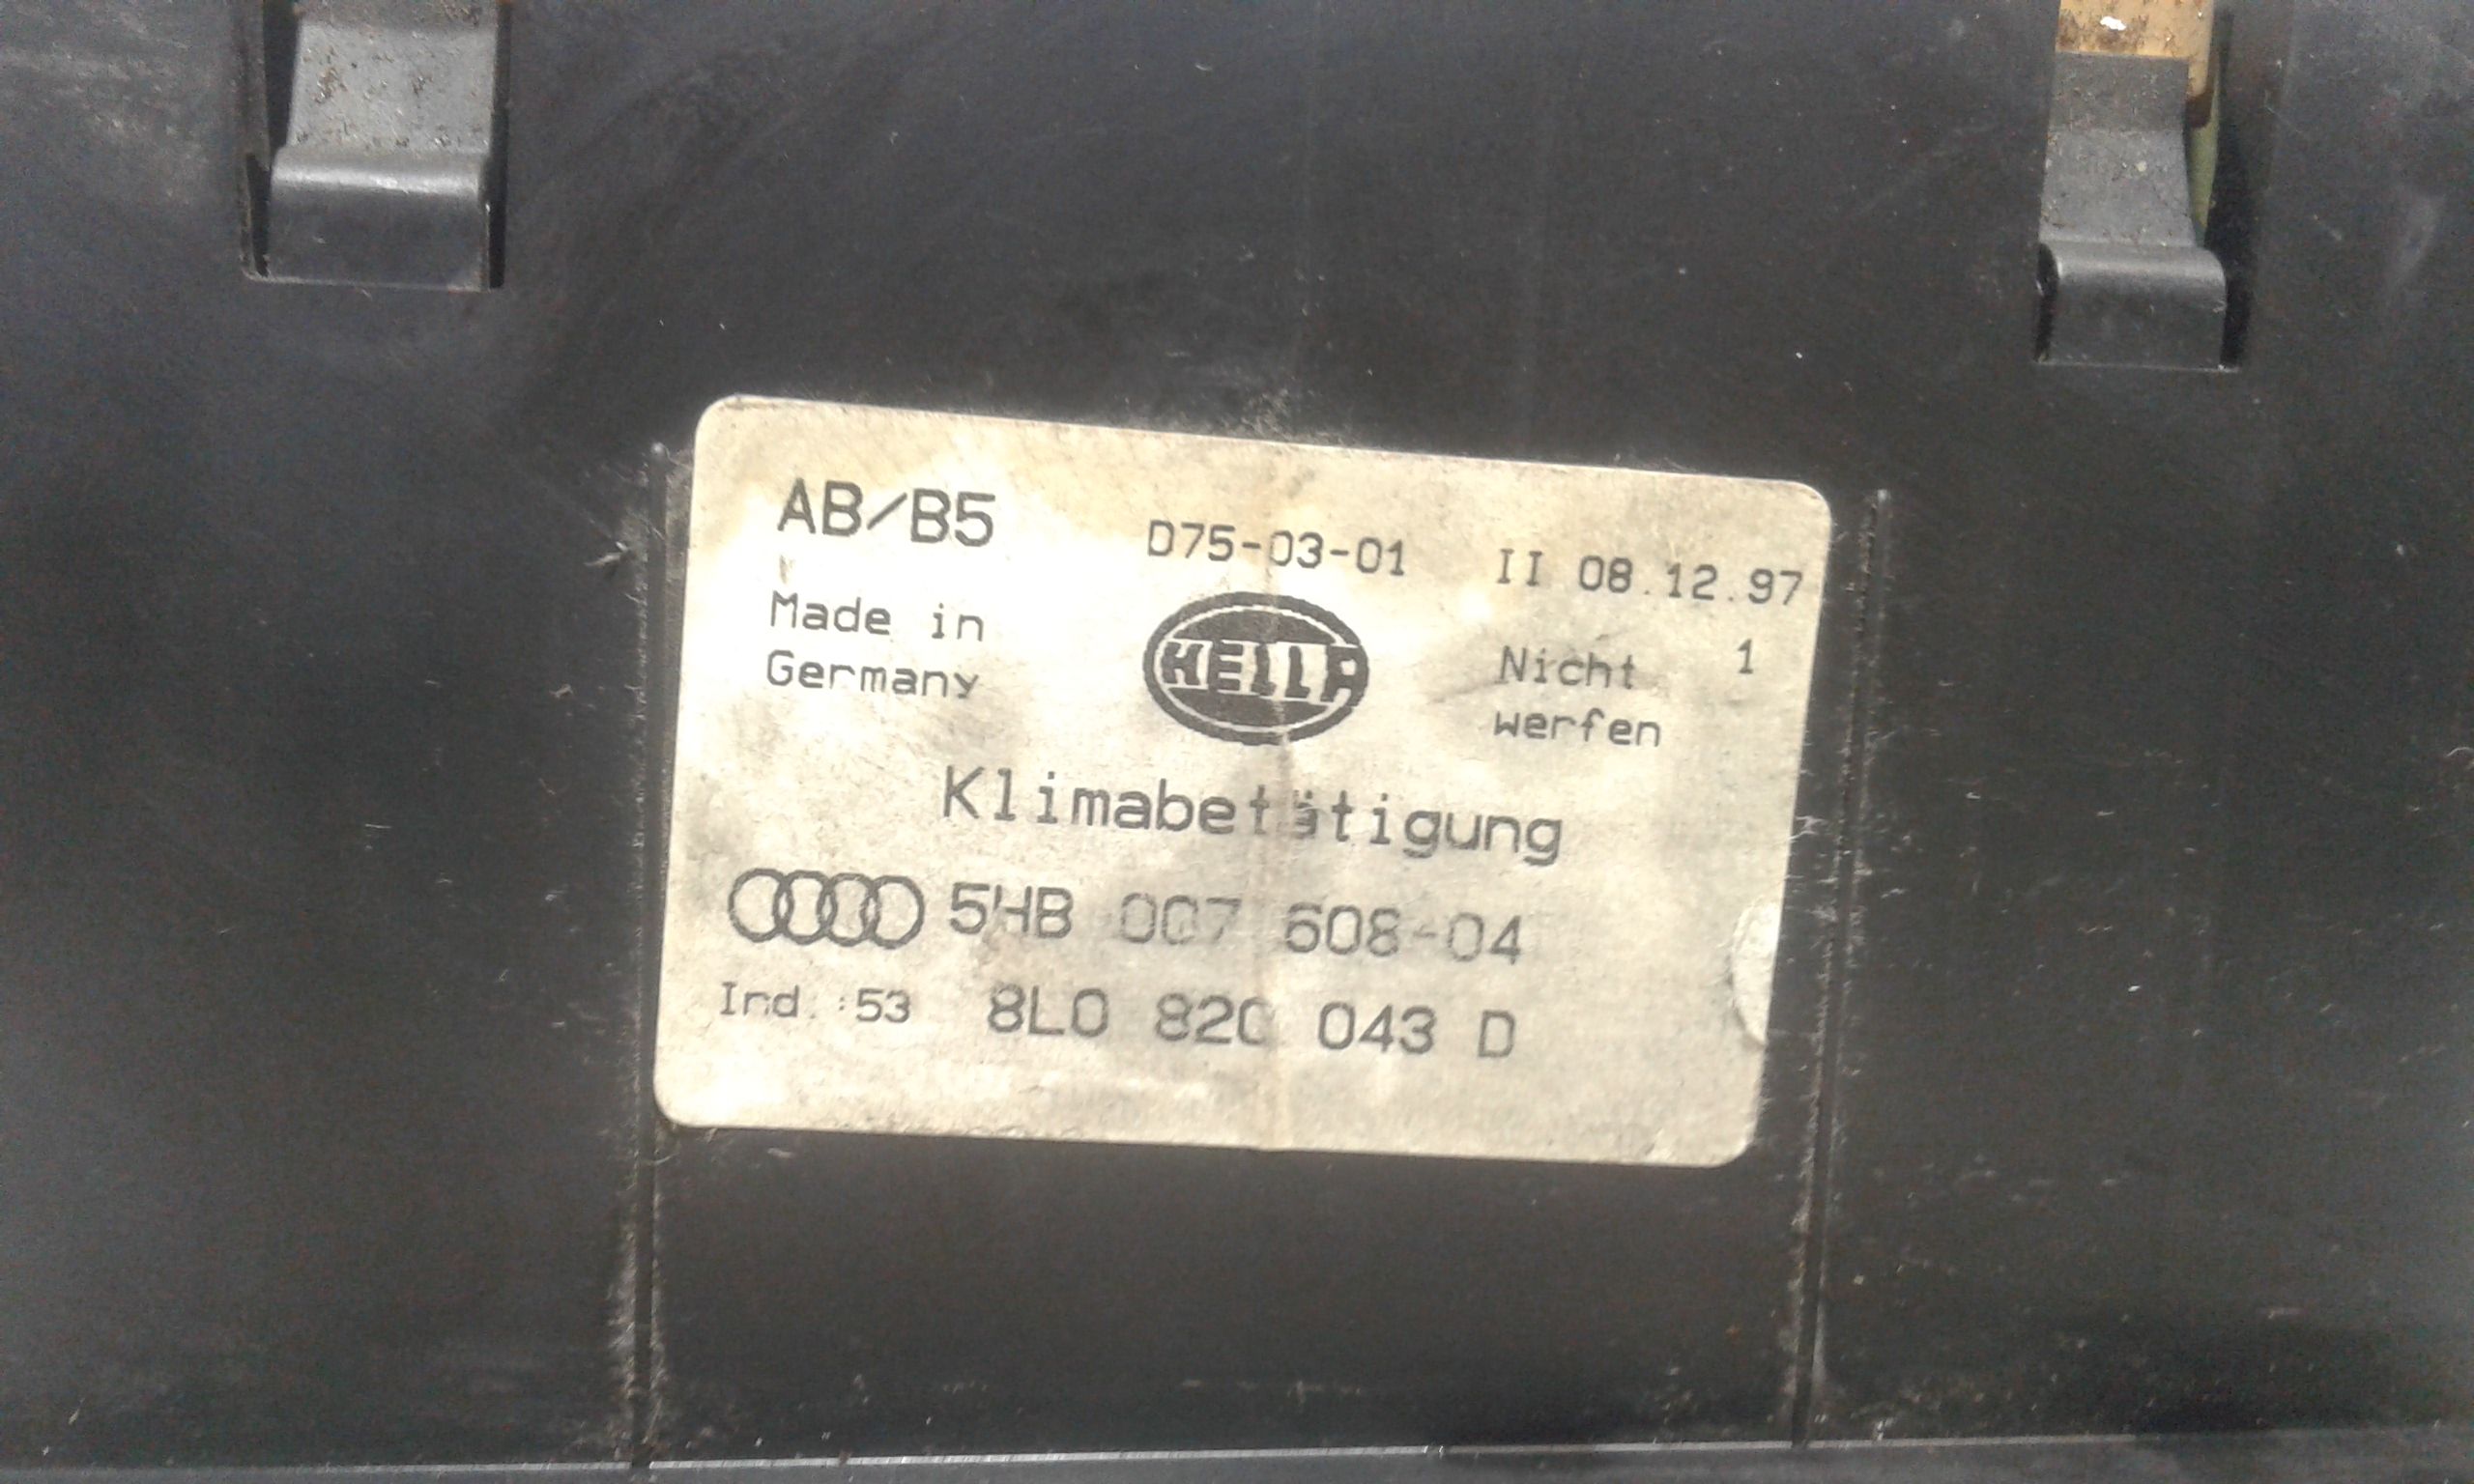 AB/B5 D75-03-01 II 08.12.97
Made in Germany
HELLA
Nicht werfen 1
Klimabetätigung
5HB 007 608-04
Ind.:53 8L0 820 043 D